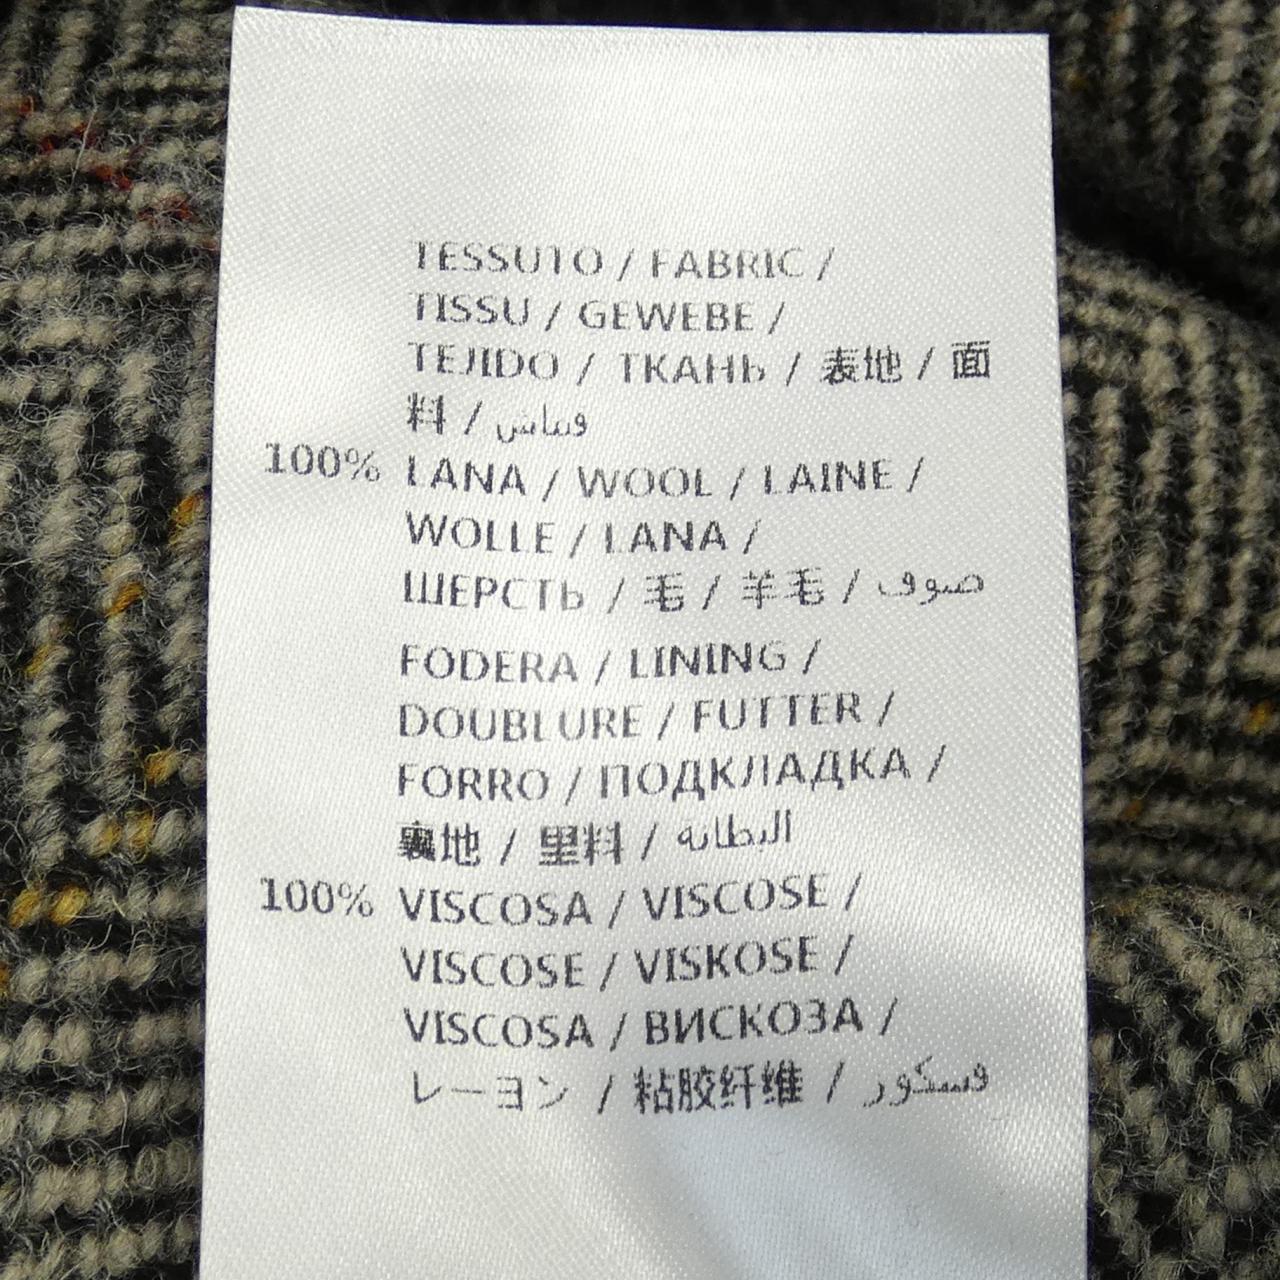 TESSUTO / FABRIC /
TISSU / GEWEBE /
TEJIDO / ТКАНЬ / 表地 / 面
料 / قماش
100% LANA / WOOL / LAINE /
WOLLE / LANA /
ШЕРСТЬ / 毛 / 羊毛 / صوف
FODERA / LINING /
DOUBLURE / FUTTER /
FORRO / ПОДКЛАДКА /
裏地 / 里料 / البطانة
100% VISCOSA / VISCOSE /
VISCOSE / VISKOSE /
VISCOSA / ВИСКОЗА /
レーヨン / 粘胶纤维 / فسكوز